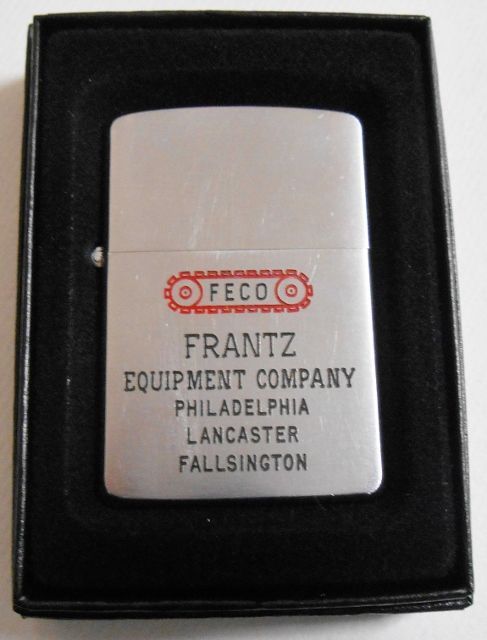 FECO
FRANTZ
EQUIPMENT COMPANY
PHILADELPHIA
LANCASTER
FALLSINGTON